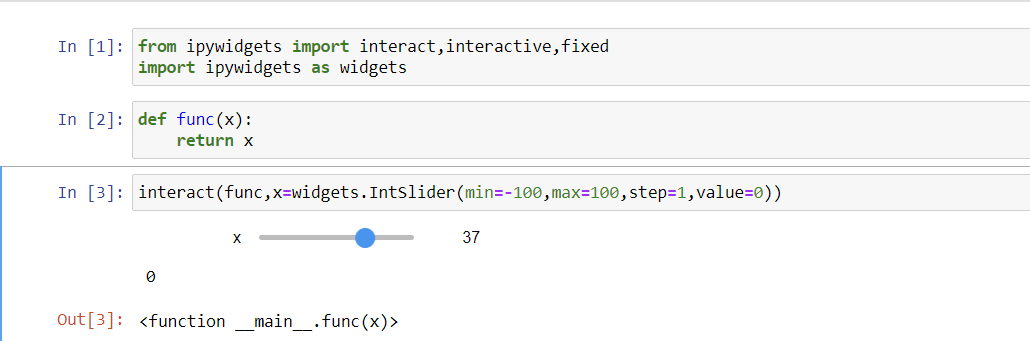 In [1]: from ipywidgets import interact,interactive,fixed
import ipywidgets as widgets
In [2]: def func(x):
    return x
In [3]: interact(func,x=widgets.IntSlider(min=-100,max=100,step=1,value=0))
x 37
0
Out[3]: <function __main__.func(x)>